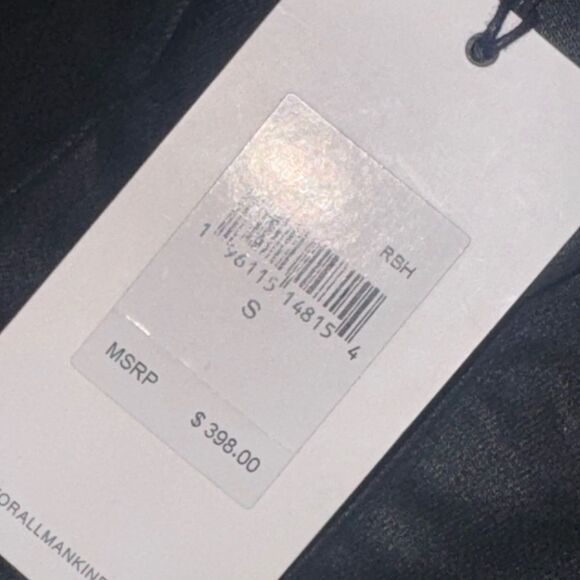 RSH
1 96115 14815 4
S
MSRP
$ 398.00
ORALLMANKIND